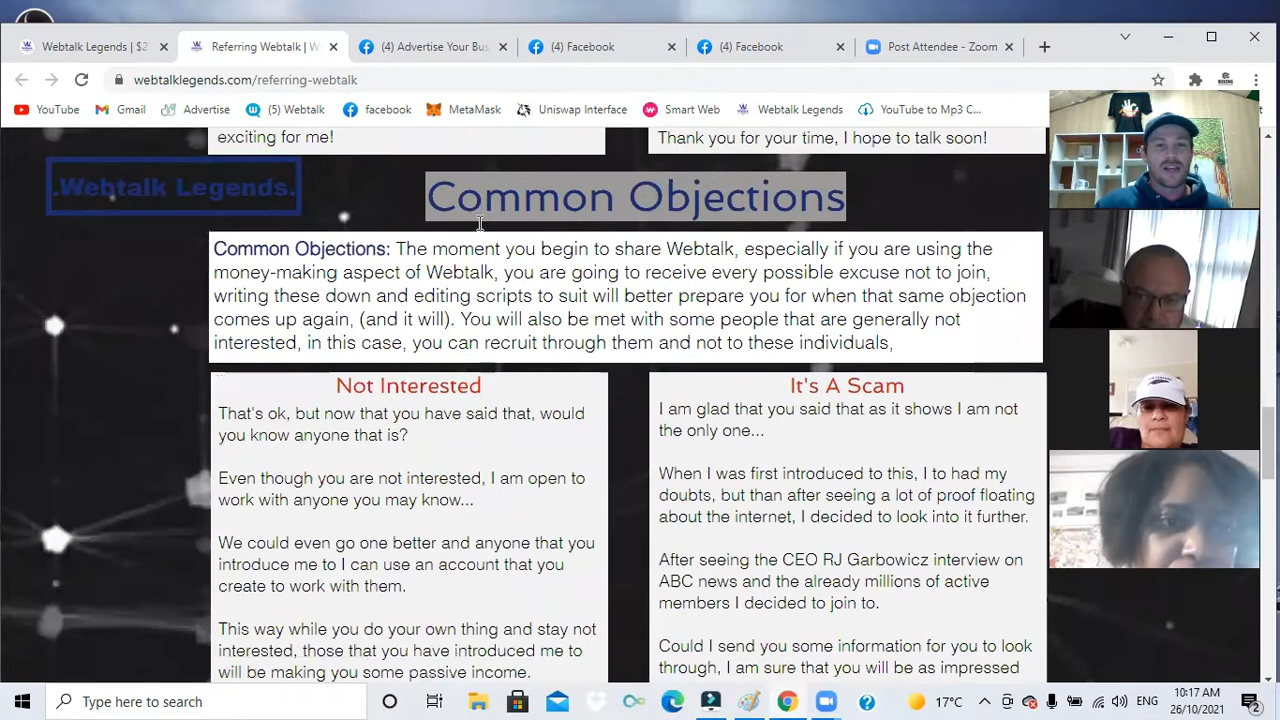 Webtalk Legends | $2
Referring Webtalk | W
(4) Advertise Your Bus
(4) Facebook
(4) Facebook
Post Attendee - Zoom
webtalklegends.com/referring-webtalk
YouTube
Gmail
Advertise
(5) Webtalk
facebook
MetaMask
Uniswap Interface
Smart Web
Webtalk Legends
YouTube to Mp3 C...
exciting for me!
Thank you for your time, I hope to talk soon!
.Webtalk Legends.
Common Objections
Common Objections: The moment you begin to share Webtalk, especially if you are using the
money-making aspect of Webtalk, you are going to receive every possible excuse not to join,
writing these down and editing scripts to suit will better prepare you for when that same objection
comes up again, (and it will). You will also be met with some people that are generally not
interested, in this case, you can recruit through them and not to these individuals,
Not Interested
That's ok, but now that you have said that, would
you know anyone that is?
Even though you are not interested, I am open to
work with anyone you may know...
We could even go one better and anyone that you
introduce me to I can use an account that you
create to work with them.
This way while you do your own thing and stay not
interested, those that you have introduced me to
will be making you some passive income.
It's A Scam
I am glad that you said that as it shows I am not
the only one...
When I was first introduced to this, I to had my
doubts, but than after seeing a lot of proof floating
about the internet, I decided to look into it further.
After seeing the CEO RJ Garbowicz interview on
ABC news and the already millions of active
members I decided to join to.
Could I send you some information for you to look
through, I am sure that you will be as impressed
Type here to search
17°C
ENG
10:17 AM
26/10/2021
2